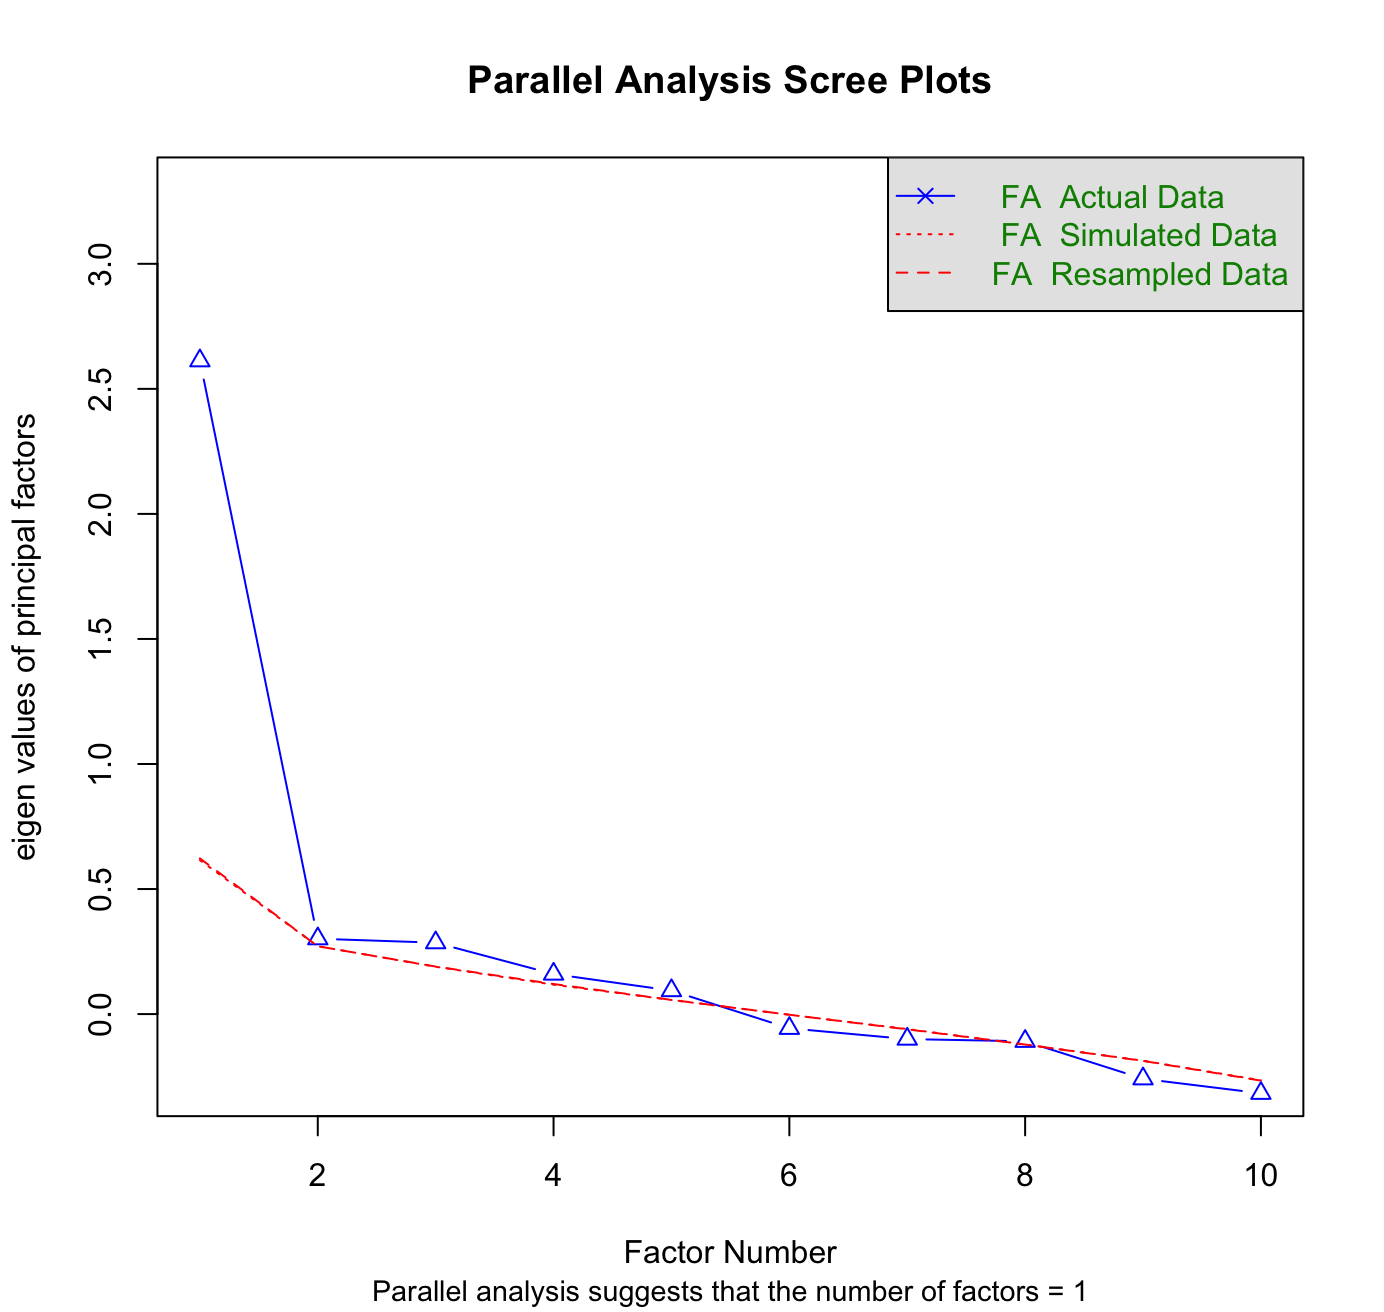 Parallel Analysis Scree Plots
FA Actual Data
FA Simulated Data
FA Resampled Data
3.0
2.5
2.0
1.5
1.0
0.5
0.0
eigen values of principal factors
2 4 6 8 10
Factor Number
Parallel analysis suggests that the number of factors = 1